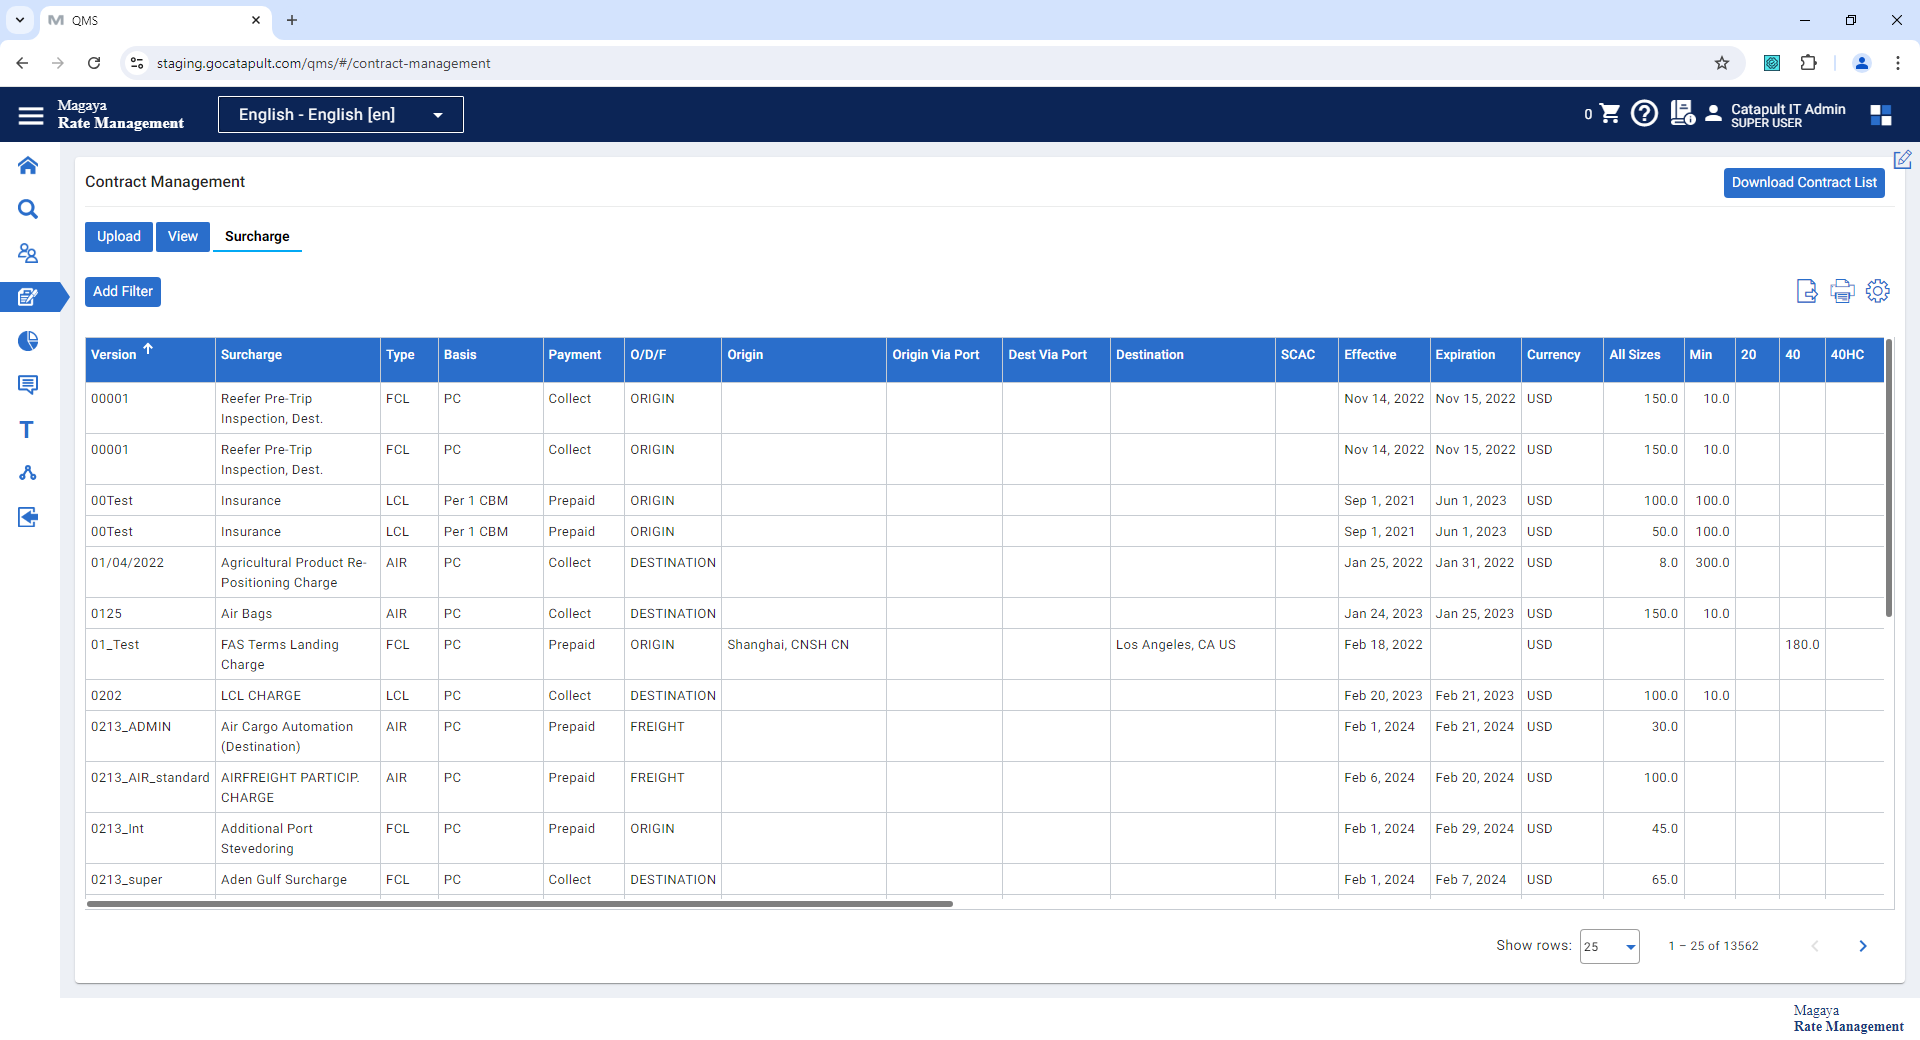 QMS
staging.gocatapult.com/qms/#/contract-management
Magaya
Rate Management
English - English [en]
0
Catapult IT Admin
SUPER USER
Contract Management
Download Contract List
Upload View Surcharge
Add Filter
Version Surcharge Type Basis Payment O/D/F Origin Origin Via Port Dest Via Port Destination SCAC Effective Expiration Currency All Sizes Min 20 40 40HC
00001 Reefer Pre-Trip Inspection, Dest. FCL PC Collect ORIGIN Nov 14, 2022 Nov 15, 2022 USD 150.0 10.0
00001 Reefer Pre-Trip Inspection, Dest. FCL PC Collect ORIGIN Nov 14, 2022 Nov 15, 2022 USD 150.0 10.0
00Test Insurance LCL Per 1 CBM Prepaid ORIGIN Sep 1, 2021 Jun 1, 2023 USD 100.0 100.0
00Test Insurance LCL Per 1 CBM Prepaid ORIGIN Sep 1, 2021 Jun 1, 2023 USD 50.0 100.0
01/04/2022 Agricultural Product Re-Positioning Charge AIR PC Collect DESTINATION Jan 25, 2022 Jan 31, 2022 USD 8.0 300.0
0125 Air Bags AIR PC Collect DESTINATION Jan 24, 2023 Jan 25, 2023 USD 150.0 10.0
01_Test FAS Terms Landing Charge FCL PC Prepaid ORIGIN Shanghai, CNSH CN Los Angeles, CA US Feb 18, 2022 USD 180.0
0202 LCL CHARGE LCL PC Collect DESTINATION Feb 20, 2023 Feb 21, 2023 USD 100.0 10.0
0213_ADMIN Air Cargo Automation (Destination) AIR PC Prepaid FREIGHT Feb 1, 2024 Feb 21, 2024 USD 30.0
0213_AIR_standard AIRFREIGHT PARTICIP. CHARGE AIR PC Prepaid FREIGHT Feb 6, 2024 Feb 20, 2024 USD 100.0
0213_Int Additional Port Stevedoring FCL PC Prepaid ORIGIN Feb 1, 2024 Feb 29, 2024 USD 45.0
0213_super Aden Gulf Surcharge FCL PC Collect DESTINATION Feb 1, 2024 Feb 7, 2024 USD 65.0
Show rows: 25 1 – 25 of 13562
Magaya
Rate Management